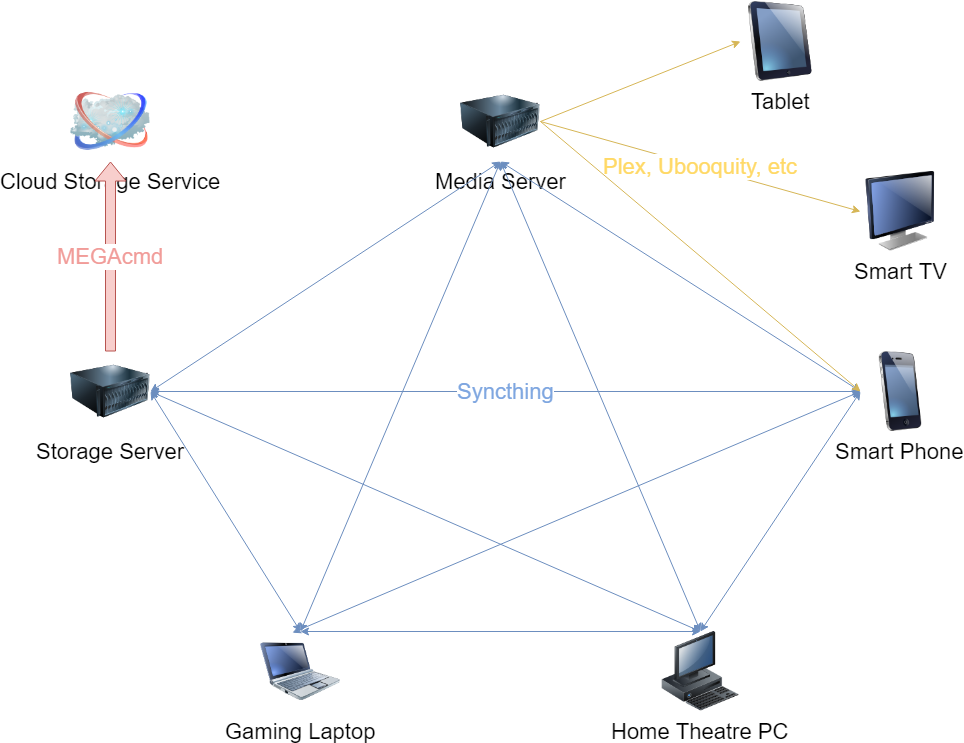 Tablet
Cloud Storage Service
Media Server
Plex, Ubooquity, etc
MEGAcmd
Smart TV
Syncthing
Storage Server
Smart Phone
Gaming Laptop
Home Theatre PC